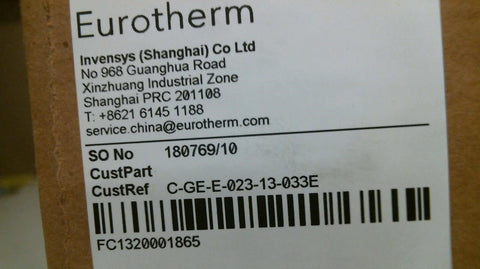 Eurotherm
Invensys (Shanghai) Co Ltd
No 968 Guanghua Road
Xinzhuang Industrial Zone
Shanghai PRC 201108
T: +8621 6145 1188
service.china@eurotherm.com
SO No 180769/10
CustPart
CustRef C-GE-E-023-13-033E
FC1320001865